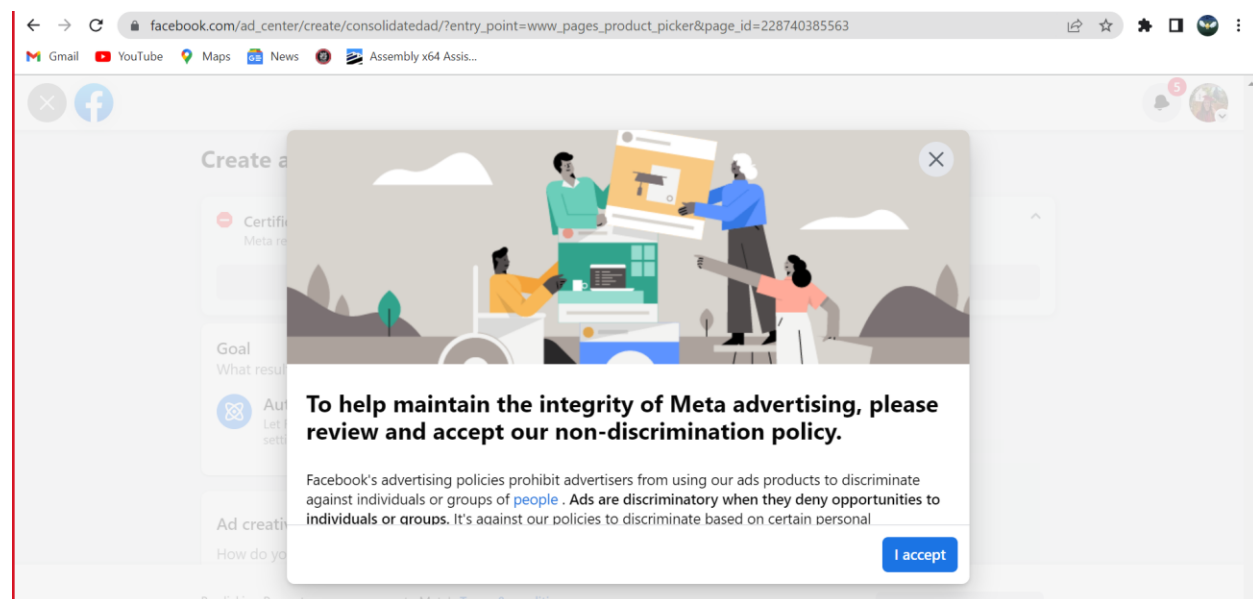 facebook.com/ad_center/create/consolidatedad/?entry_point=www_pages_product_picker&page_id=228740385563
Gmail YouTube Maps GE News Assembly x64 Assis...
5
Create a
Certifi
Meta re
To help maintain the integrity of Meta advertising, please
review and accept our non-discrimination policy.
Facebook's advertising policies prohibit advertisers from using our ads products to discriminate
against individuals or groups of people . Ads are discriminatory when they deny opportunities to
individuals or groups. It's against our policies to discriminate based on certain personal
I accept
Goal
What resul
Aut
Let F
setti
Ad creativ
How do yo